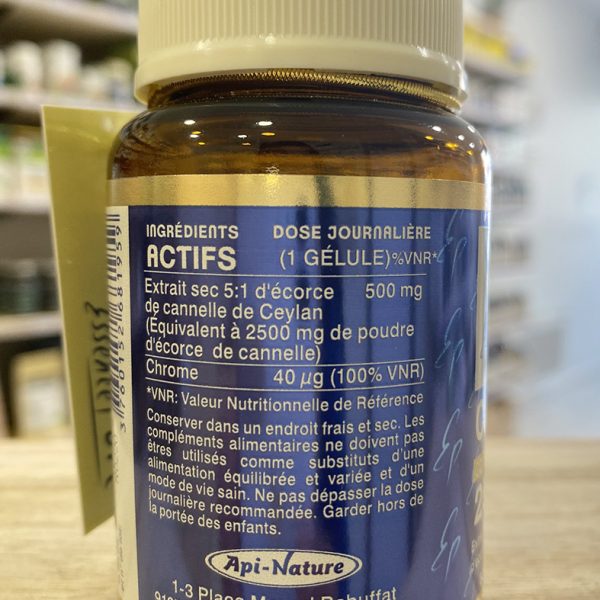 INGRÉDIENTS DOSE JOURNALIÈRE
ACTIFS (1 GÉLULE)%VNR*
Extrait sec 5:1 d'écorce 500 mg
de cannelle de Ceylan
(Équivalent à 2500 mg de poudre
d'écorce de cannelle)
Chrome 40 µg (100% VNR)
*VNR: Valeur Nutritionnelle de Référence
Conserver dans un endroit frais et sec. Les
compléments alimentaires ne doivent pas
être utilisés comme substituts d'une
alimentation équilibrée et variée et d'un
mode de vie sain. Ne pas dépasser la dose
journalière recommandée. Garder hors de
la portée des enfants.
Api-Nature
1-3 Place Rebuffat